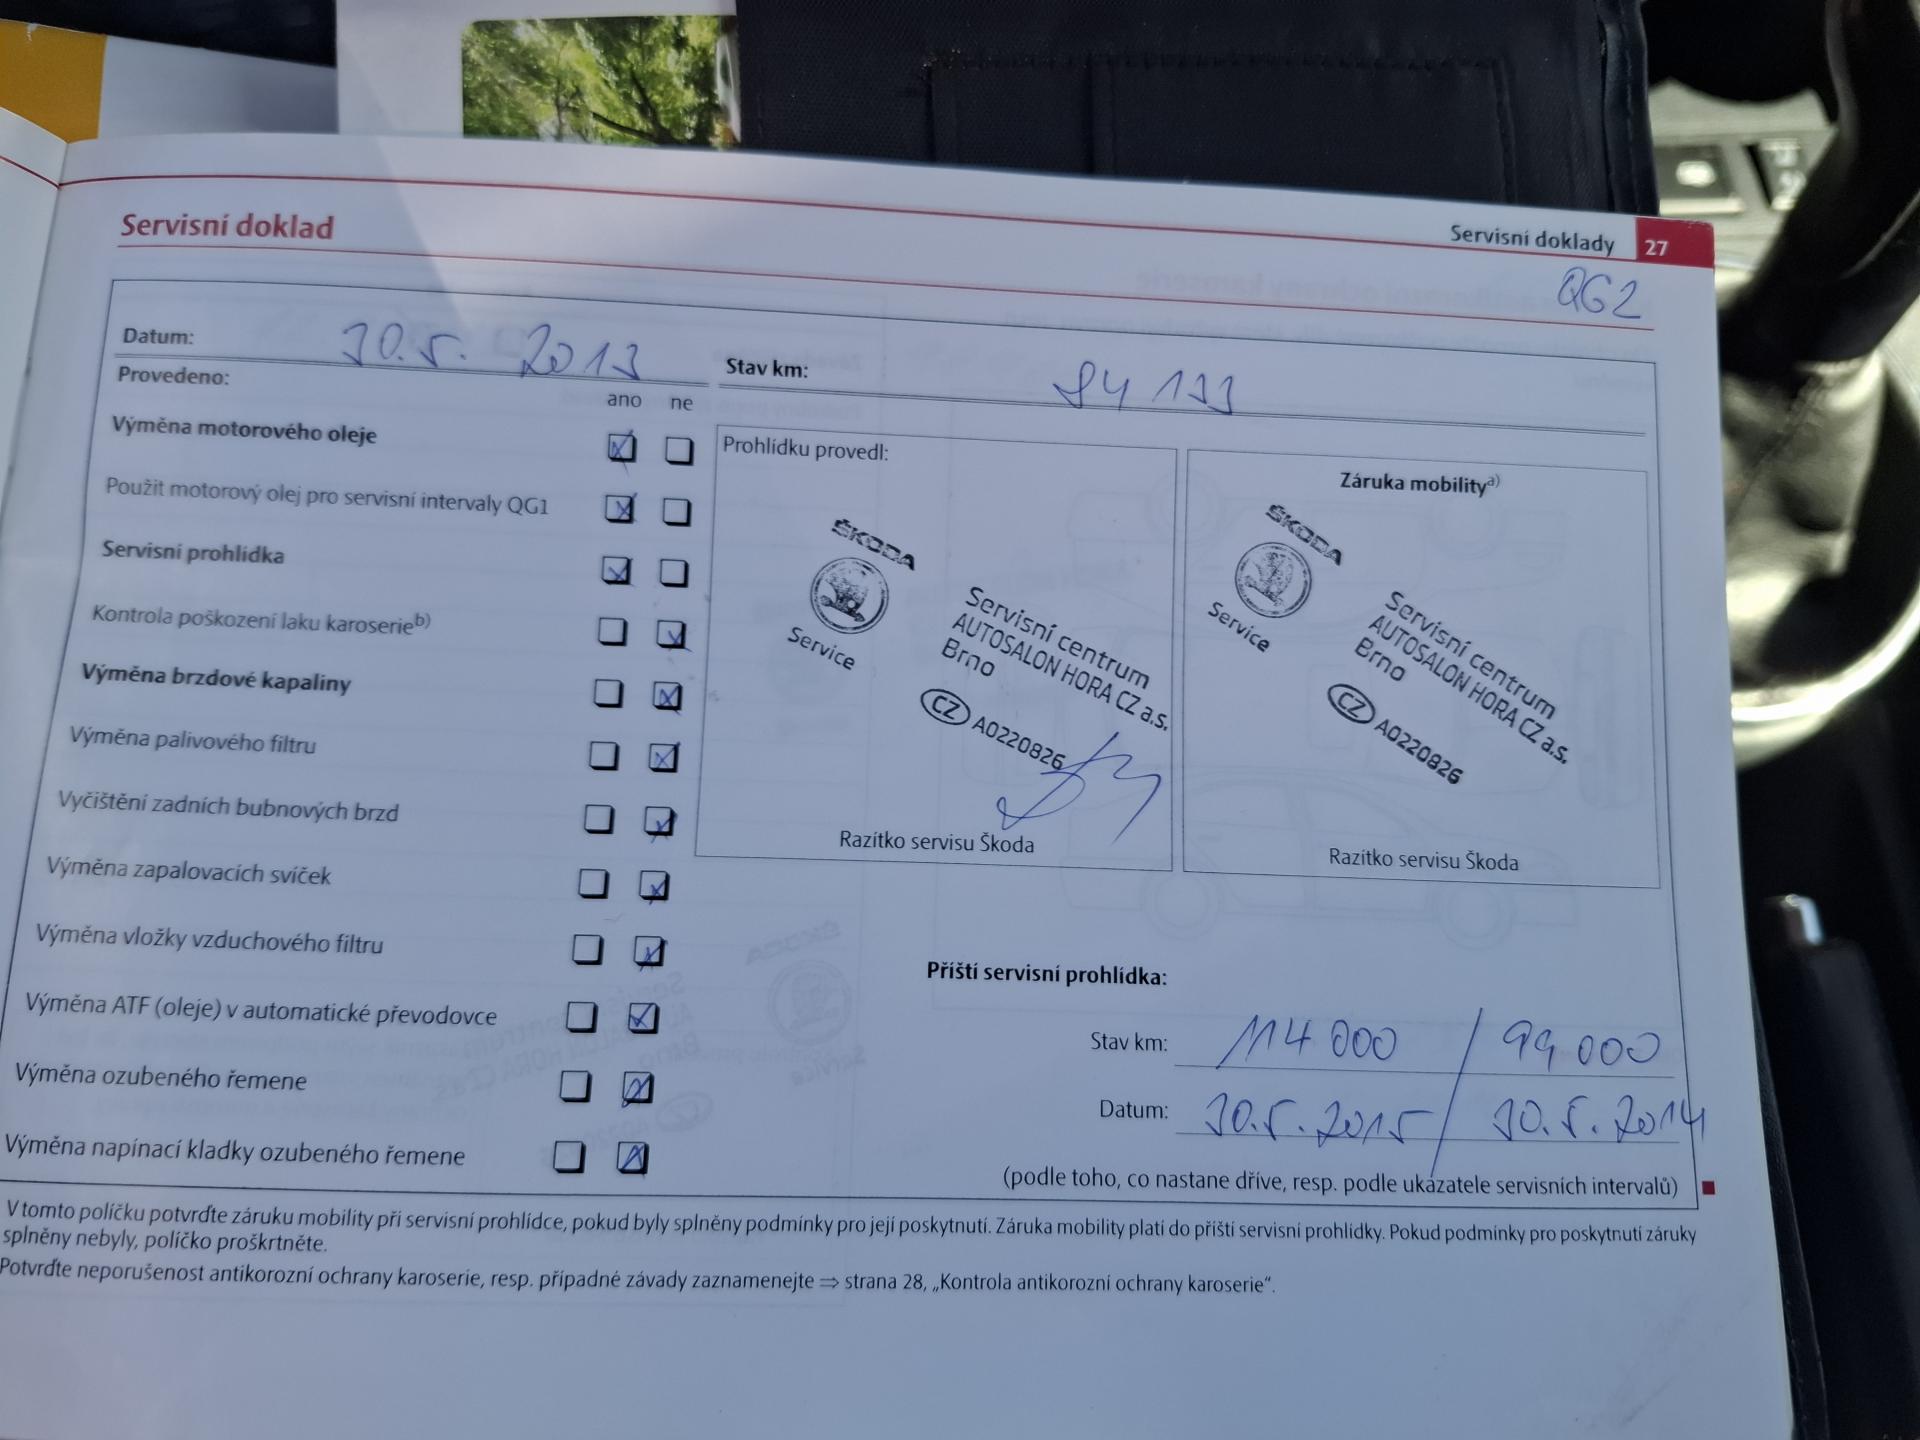 Servisní doklad
Servisní doklady 27
QG2
Datum: 30.5. 2013
Stav km: 84 133
Provedeno:
ano ne
Výměna motorového oleje
Použit motorový olej pro servisní intervaly QG1
Servisní prohlídka
Kontrola poškození laku karoserieb)
Výměna brzdové kapaliny
Výměna palivového filtru
Vyčištění zadních bubnových brzd
Výměna zapalovacích svíček
Výměna vložky vzduchového filtru
Výměna ATF (oleje) v automatické převodovce
Výměna ozubeného řemene
Výměna napínací kladky ozubeného řemene
Prohlídku provedl:
ŠKODA
Service
Servisní centrum
AUTOSALON HORA CZ a.s.
Brno
CZ A0220826
Razítko servisu Škoda
Záruka mobilitya)
ŠKODA
Service
Servisní centrum
AUTOSALON HORA CZ a.s.
Brno
CZ A0220826
Razítko servisu Škoda
Příští servisní prohlídka:
Stav km: 114 000 / 99 000
Datum: 30.5.2015 / 30.5.2014
(podle toho, co nastane dříve, resp. podle ukazatele servisních intervalů)
V tomto políčku potvrďte záruku mobility při servisní prohlídce, pokud byly splněny podmínky pro její poskytnutí. Záruka mobility platí do příští servisní prohlídky. Pokud podmínky pro poskytnutí záruky
splněny nebyly, políčko proškrtněte.
Potvrďte neporušenost antikorozní ochrany karoserie, resp. případné závady zaznamenejte ⇒ strana 28, „Kontrola antikorozní ochrany karoserie“.